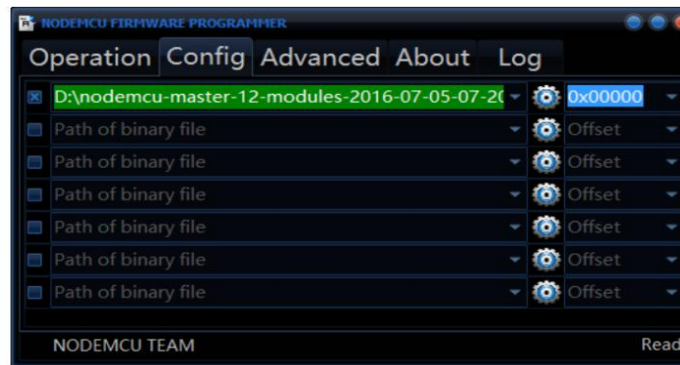 NODEMCU FIRMWARE PROGRAMMER
Operation Config Advanced About Log
D:\nodemcu-master-12-modules-2016-07-05-07-20 0x00000
Path of binary file Offset
Path of binary file Offset
Path of binary file Offset
Path of binary file Offset
Path of binary file Offset
Path of binary file Offset
NODEMCU TEAM Read